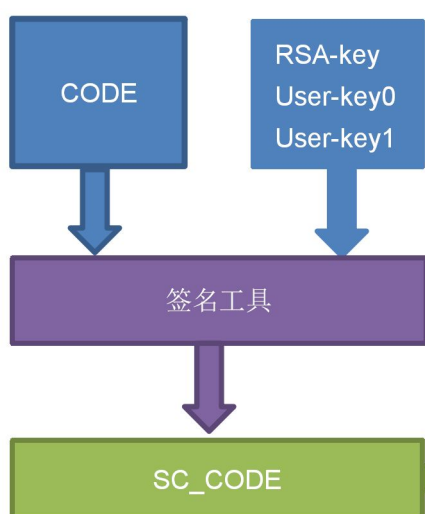 CODE
RSA-key
User-key0
User-key1
签名工具
SC_CODE